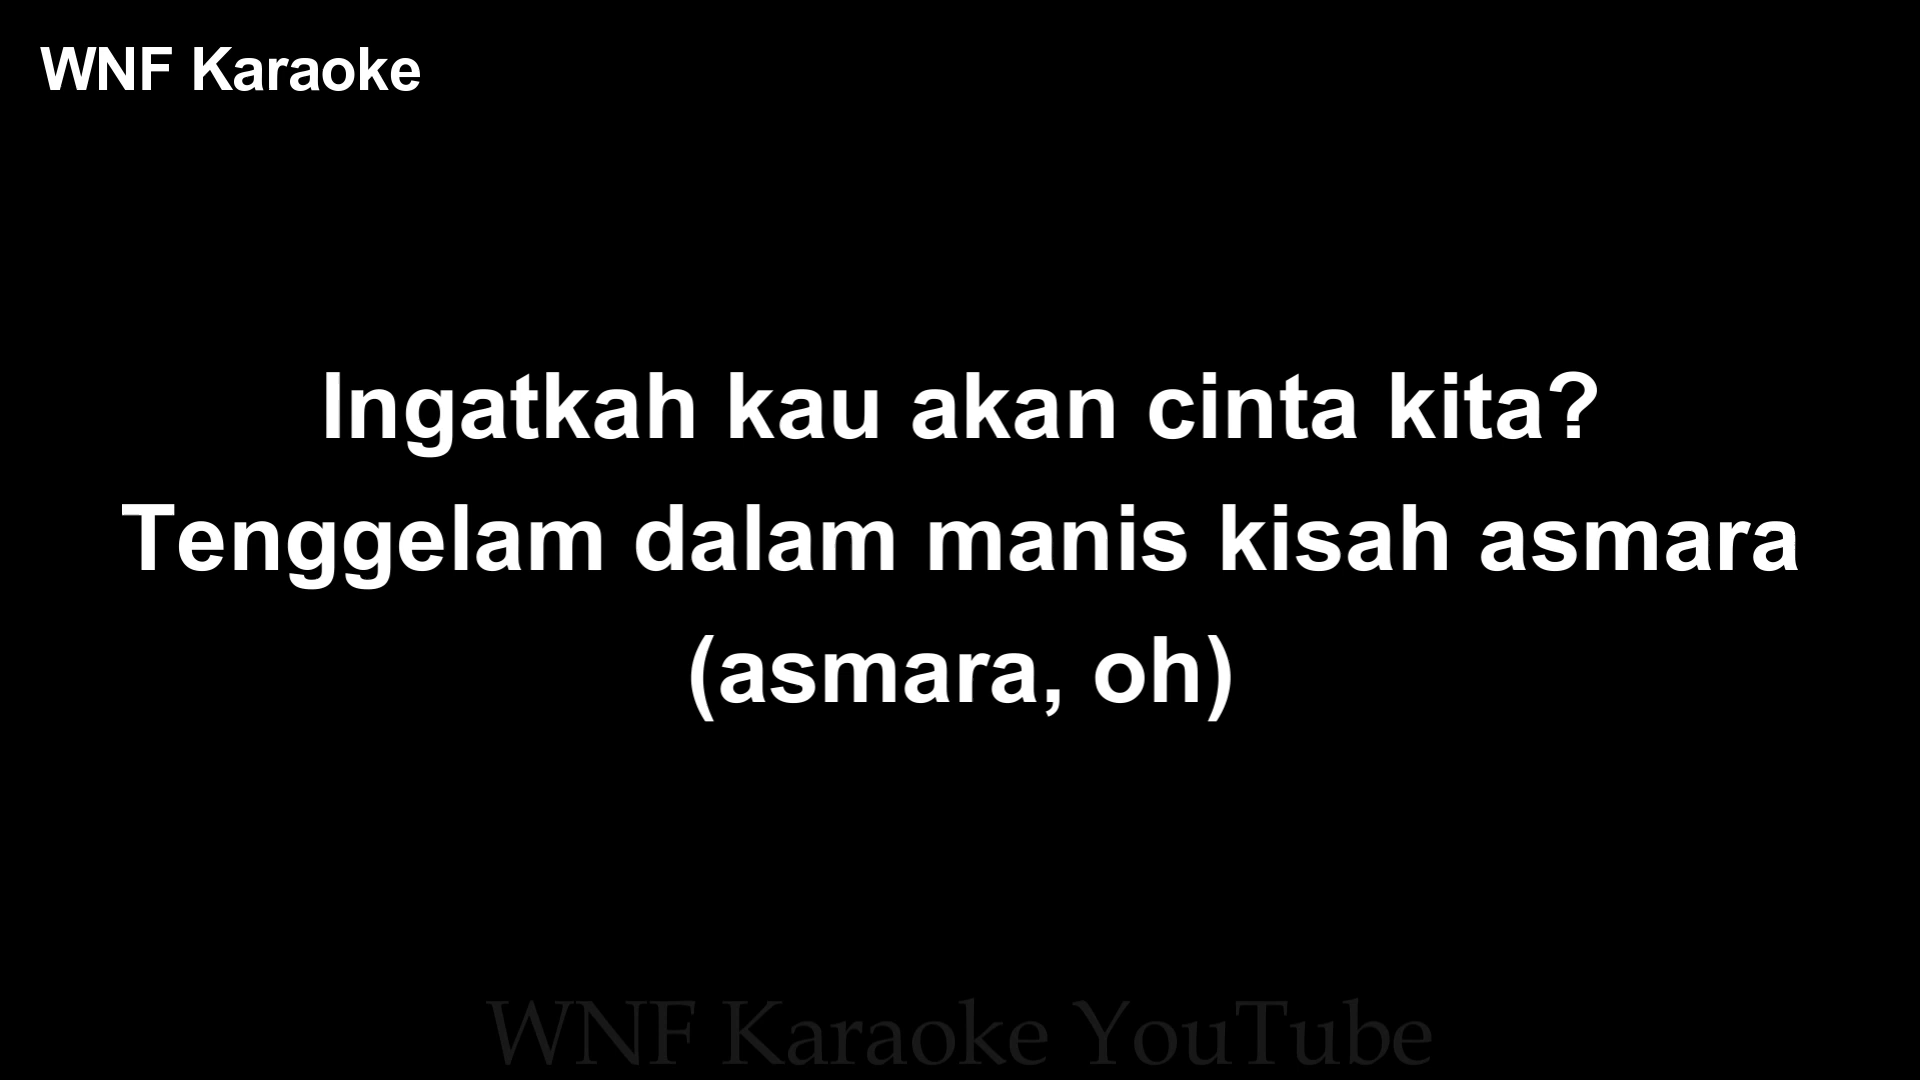 WNF Karaoke
Ingatkah kau akan cinta kita?
Tenggelam dalam manis kisah asmara
(asmara, oh)
WNF Karaoke YouTube